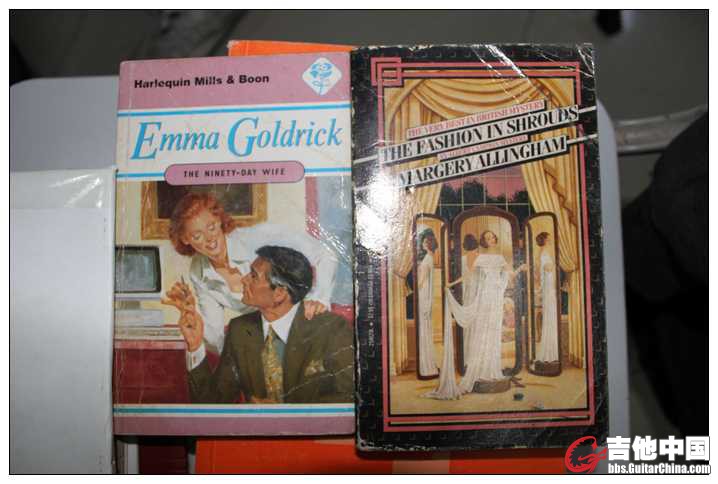 Harlequin Mills & Boon
Emma Goldrick
THE NINETY-DAY WIFE
THE VERY BEST IN BRITISH MYSTERY
THE FASHION IN SHROUDS
MARGERY ALLINGHAM
吉他中国
bbs.GuitarChina.com